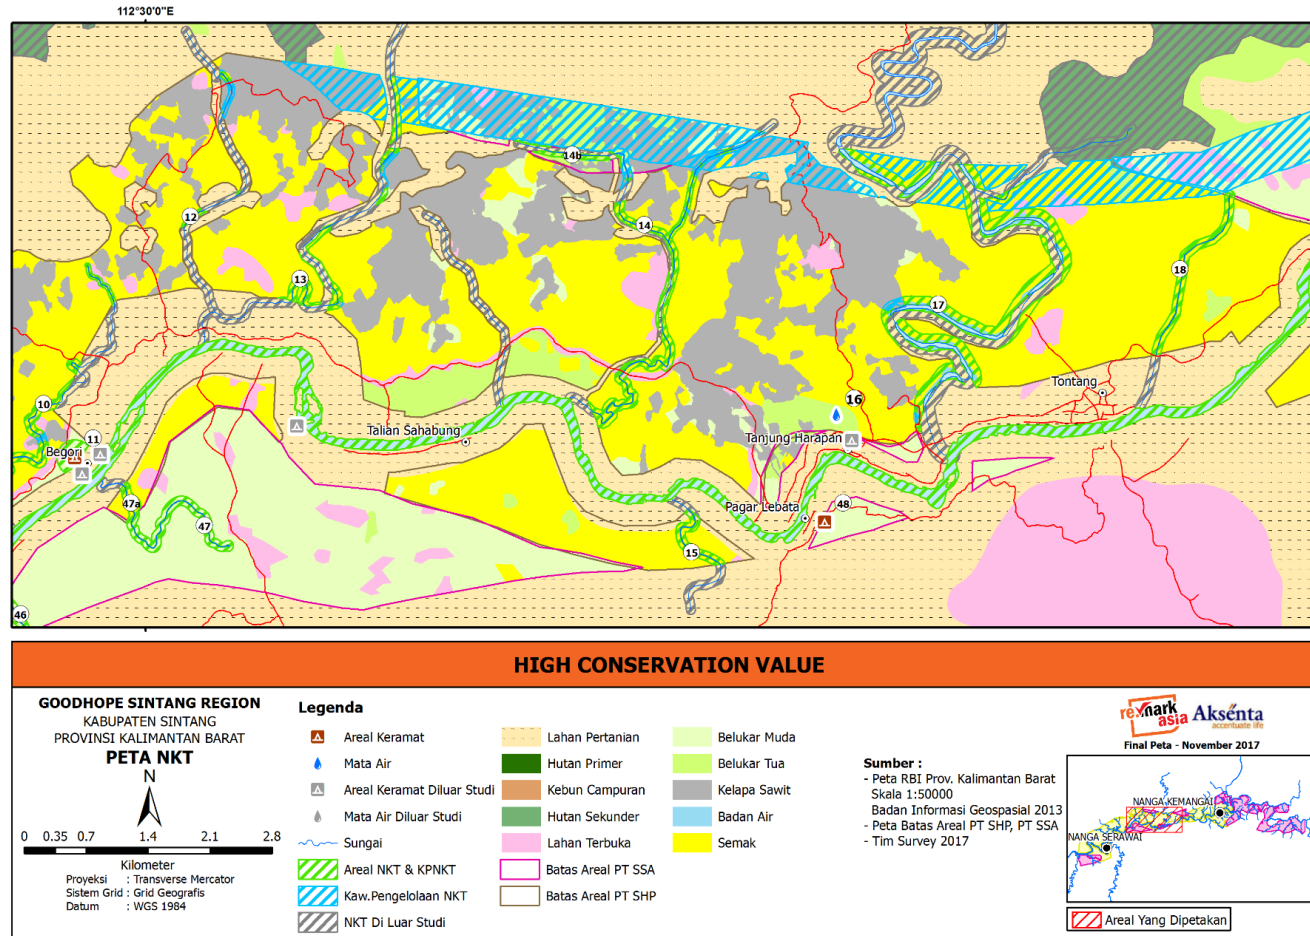 112°30'0"E
14b
12
14
13
18
17
10
16
Tontang
11
Talian Sahabung
Tanjung Harapan
Begori
47a
47
Pagar Lebata
48
15
46
HIGH CONSERVATION VALUE
GOODHOPE SINTANG REGION
KABUPATEN SINTANG
PROVINSI KALIMANTAN BARAT
PETA NKT
N
0 0.35 0.7 1.4 2.1 2.8
Kilometer
Proyeksi : Transverse Mercator
Sistem Grid : Grid Geografis
Datum : WGS 1984
Legenda
Areal Keramat
Mata Air
Areal Keramat Diluar Studi
Mata Air Diluar Studi
Sungai
Areal NKT & KPNKT
Kaw.Pengelolaan NKT
NKT Di Luar Studi
Lahan Pertanian
Hutan Primer
Kebun Campuran
Hutan Sekunder
Lahan Terbuka
Batas Areal PT SSA
Batas Areal PT SHP
Belukar Muda
Belukar Tua
Kelapa Sawit
Badan Air
Semak
Sumber :
- Peta RBI Prov. Kalimantan Barat
Skala 1:50000
Badan Informasi Geospasial 2013
- Peta Batas Areal PT SHP, PT SSA
- Tim Survey 2017
remark asia
Aksenta
accentuate life
Final Peta - November 2017
NANGA KEMANGAI
NANGA SERAWAI
Areal Yang Dipetakan